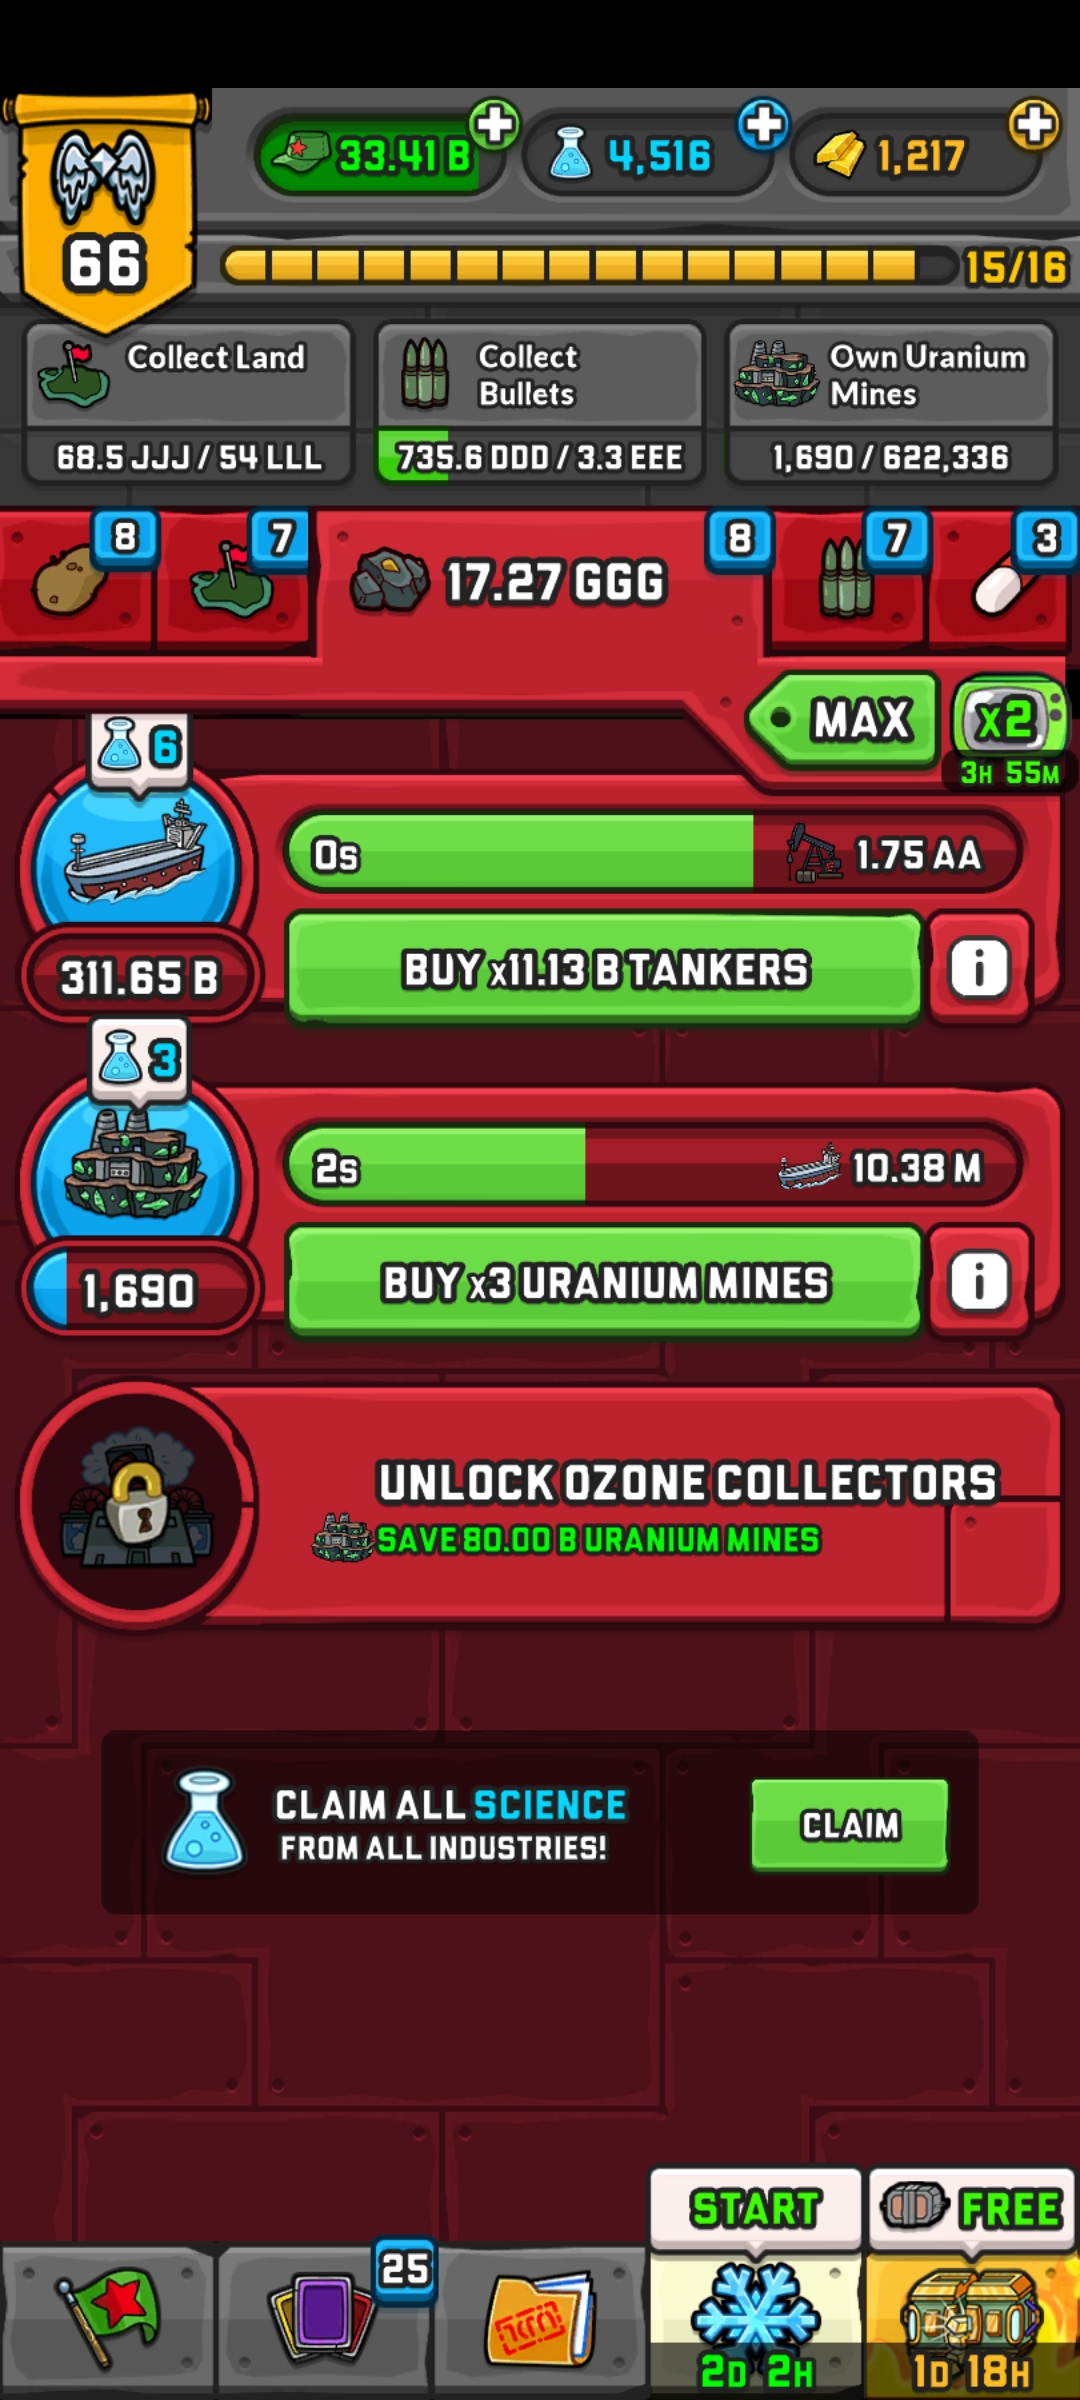 33.41 B
4,516
1,217
66
15/16
Collect Land
68.5 JJJ / 54 LLL
Collect
Bullets
735.6 DDD / 3.3 EEE
Own Uranium
Mines
1,690 / 622,336
8
7
17.27 GGG
8
7
3
MAX
x2
3H 55M
6
0s
1.75 AA
311.65 B
BUY x11.13 B TANKERS
i
3
2s
10.38 M
1,690
BUY x3 URANIUM MINES
i
UNLOCK OZONE COLLECTORS
SAVE 80.00 B URANIUM MINES
CLAIM ALL SCIENCE
FROM ALL INDUSTRIES!
CLAIM
START
FREE
25
2D 2H
1D 18H